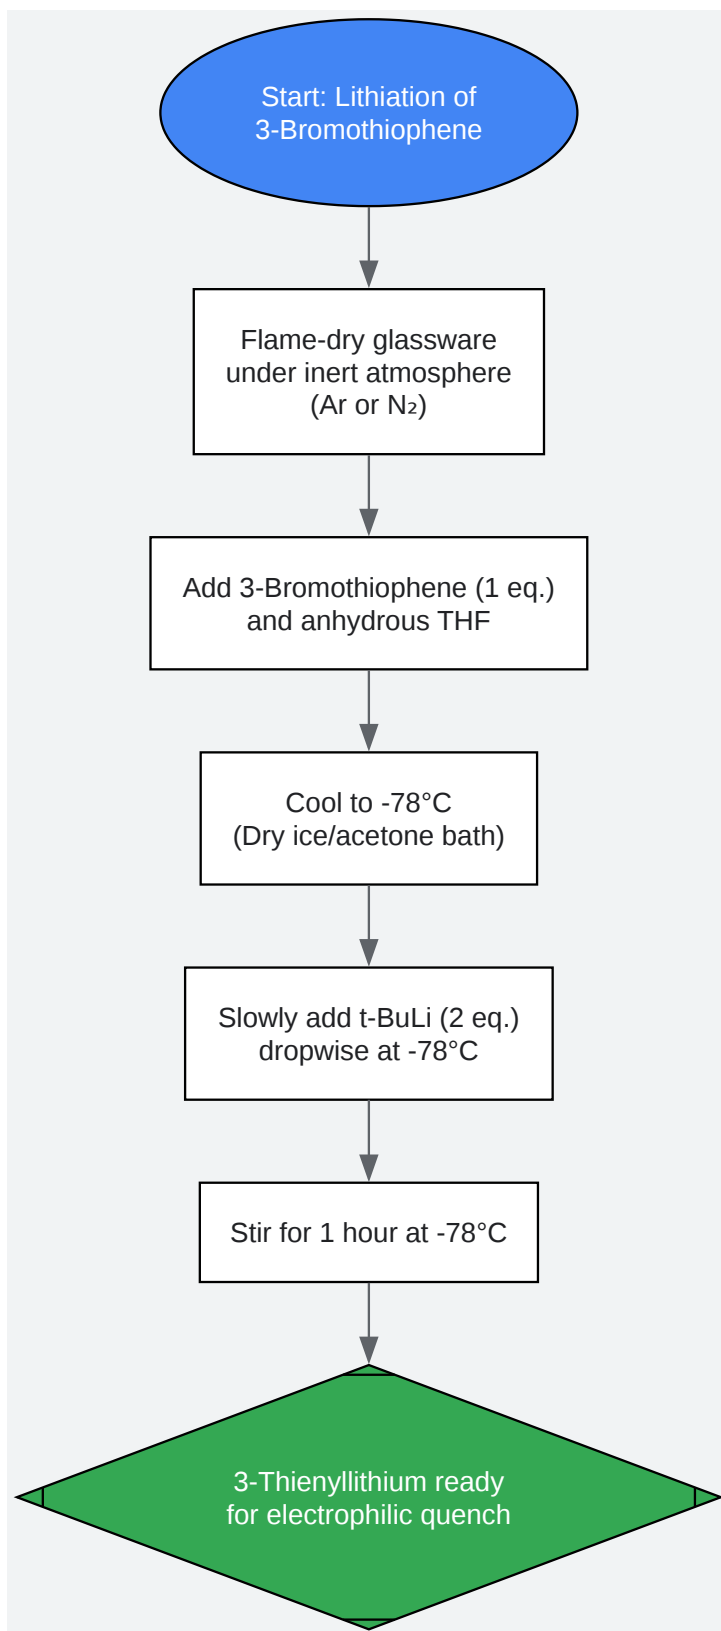 Start: Lithiation of
3-Bromothiophene
Flame-dry glassware
under inert atmosphere
(Ar or N₂)
Add 3-Bromothiophene (1 eq.)
and anhydrous THF
Cool to -78°C
(Dry ice/acetone bath)
Slowly add t-BuLi (2 eq.)
dropwise at -78°C
Stir for 1 hour at -78°C
3-Thienyllithium ready
for electrophilic quench